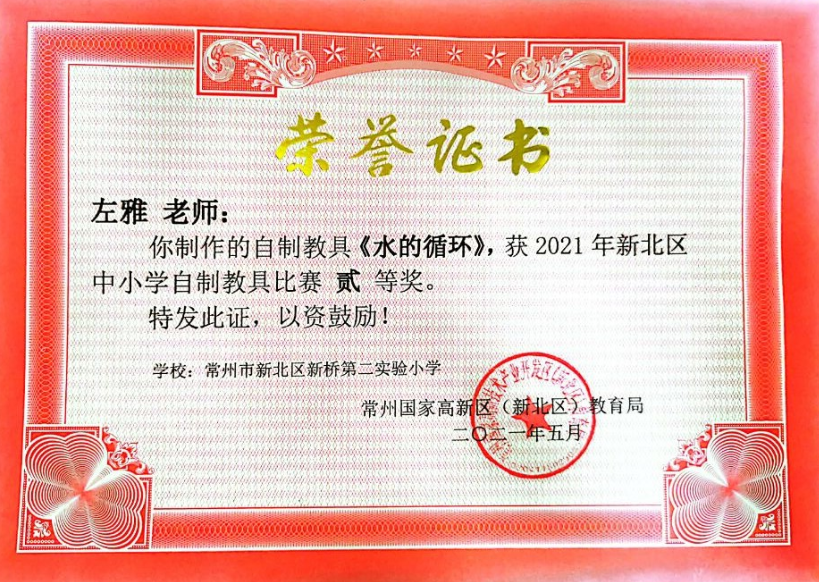 荣誉证书
左雅 老师：
你制作的自制教具《水的循环》，获 2021 年新北区
中小学自制教具比赛 贰 等奖。
特发此证，以资鼓励！
学校：常州市新北区新桥第二实验小学
常州国家高新区（新北区）教育局
二〇二一年五月